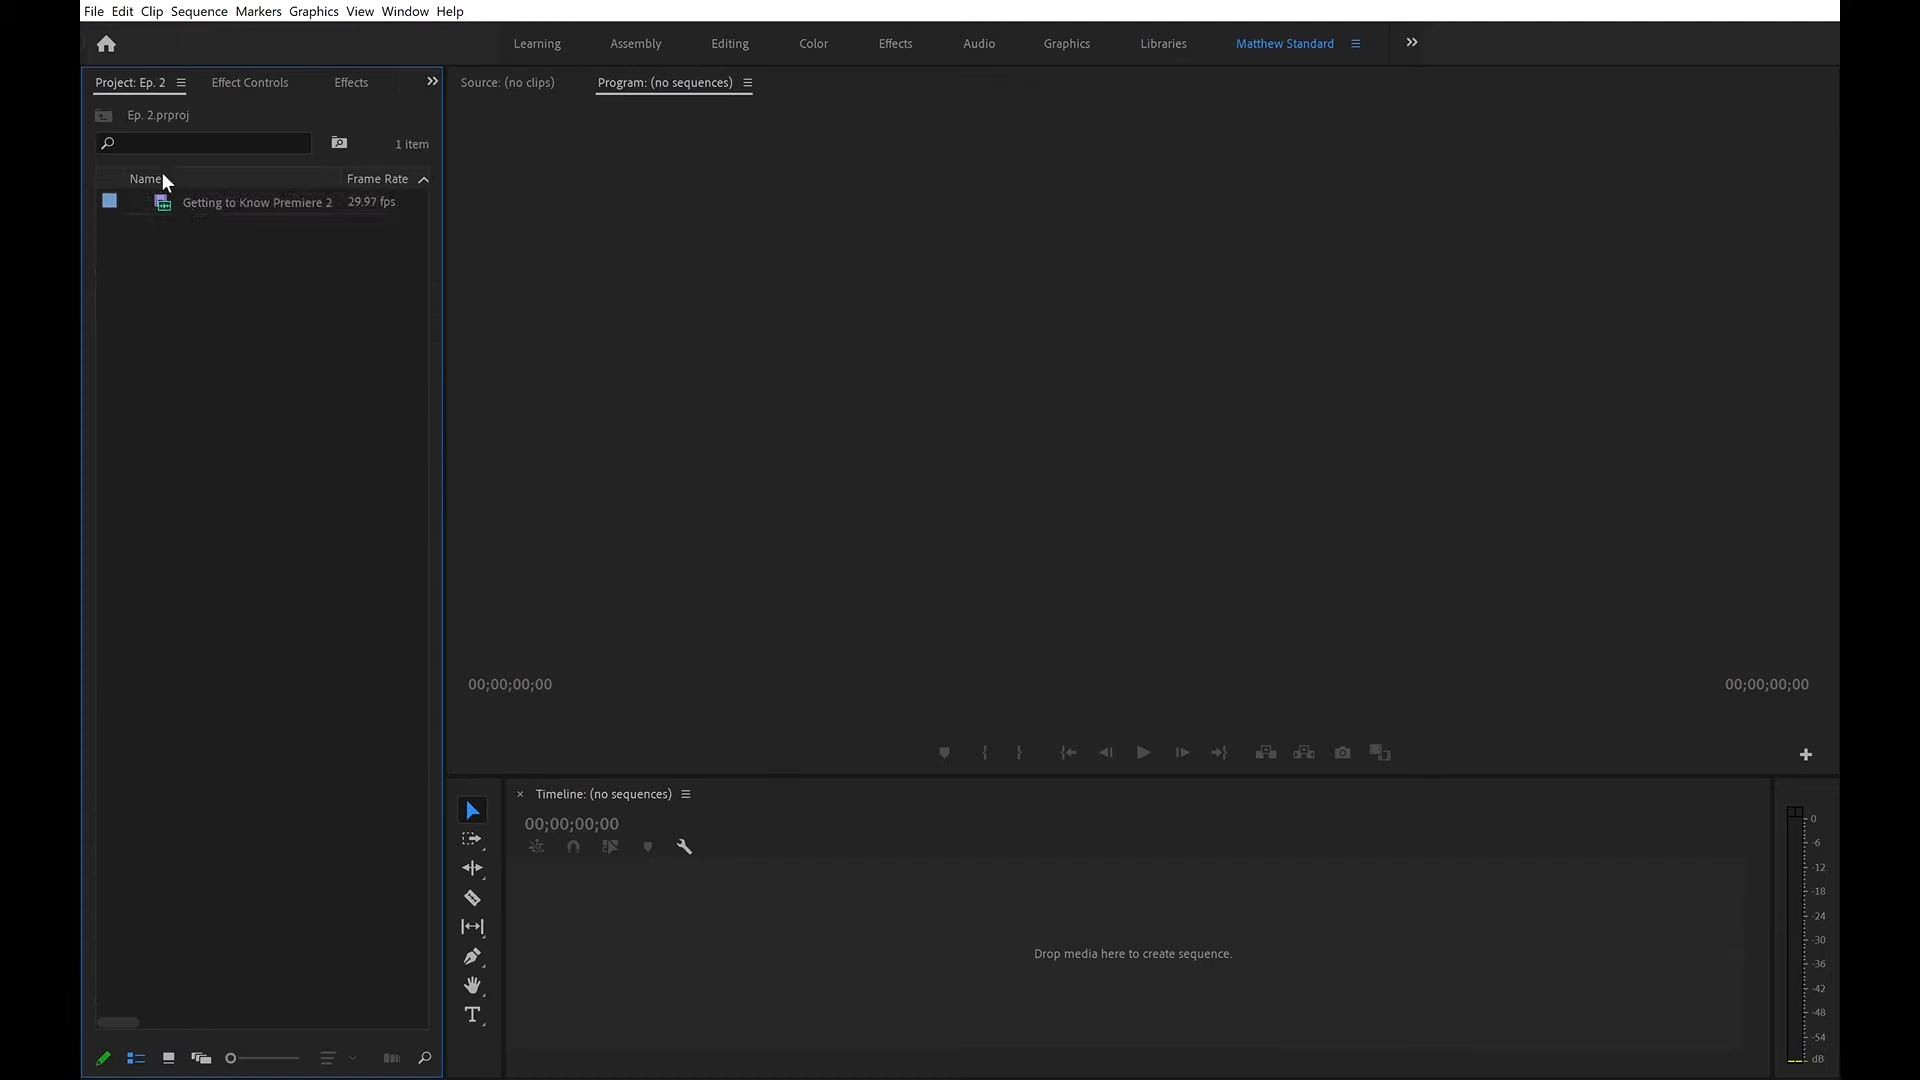 File Edit Clip Sequence Markers Graphics View Window Help
Learning Assembly Editing Color Effects Audio Graphics Libraries Matthew Standard
Project: Ep. 2 Effect Controls Effects
Source: (no clips) Program: (no sequences)
Ep. 2.prproj
1 item
Name Frame Rate
Getting to Know Premiere 2 29.97 fps
00;00;00;00 00;00;00;00
Timeline: (no sequences)
00;00;00;00
Drop media here to create sequence.
0
-6
-12
-18
-24
-30
-36
-42
-48
-54
dB